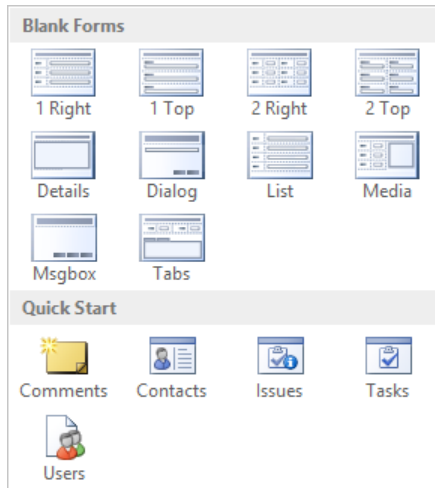 Blank Forms
1 Right 1 Top 2 Right 2 Top
Details Dialog List Media
Msgbox Tabs
Quick Start
Comments Contacts Issues Tasks
Users